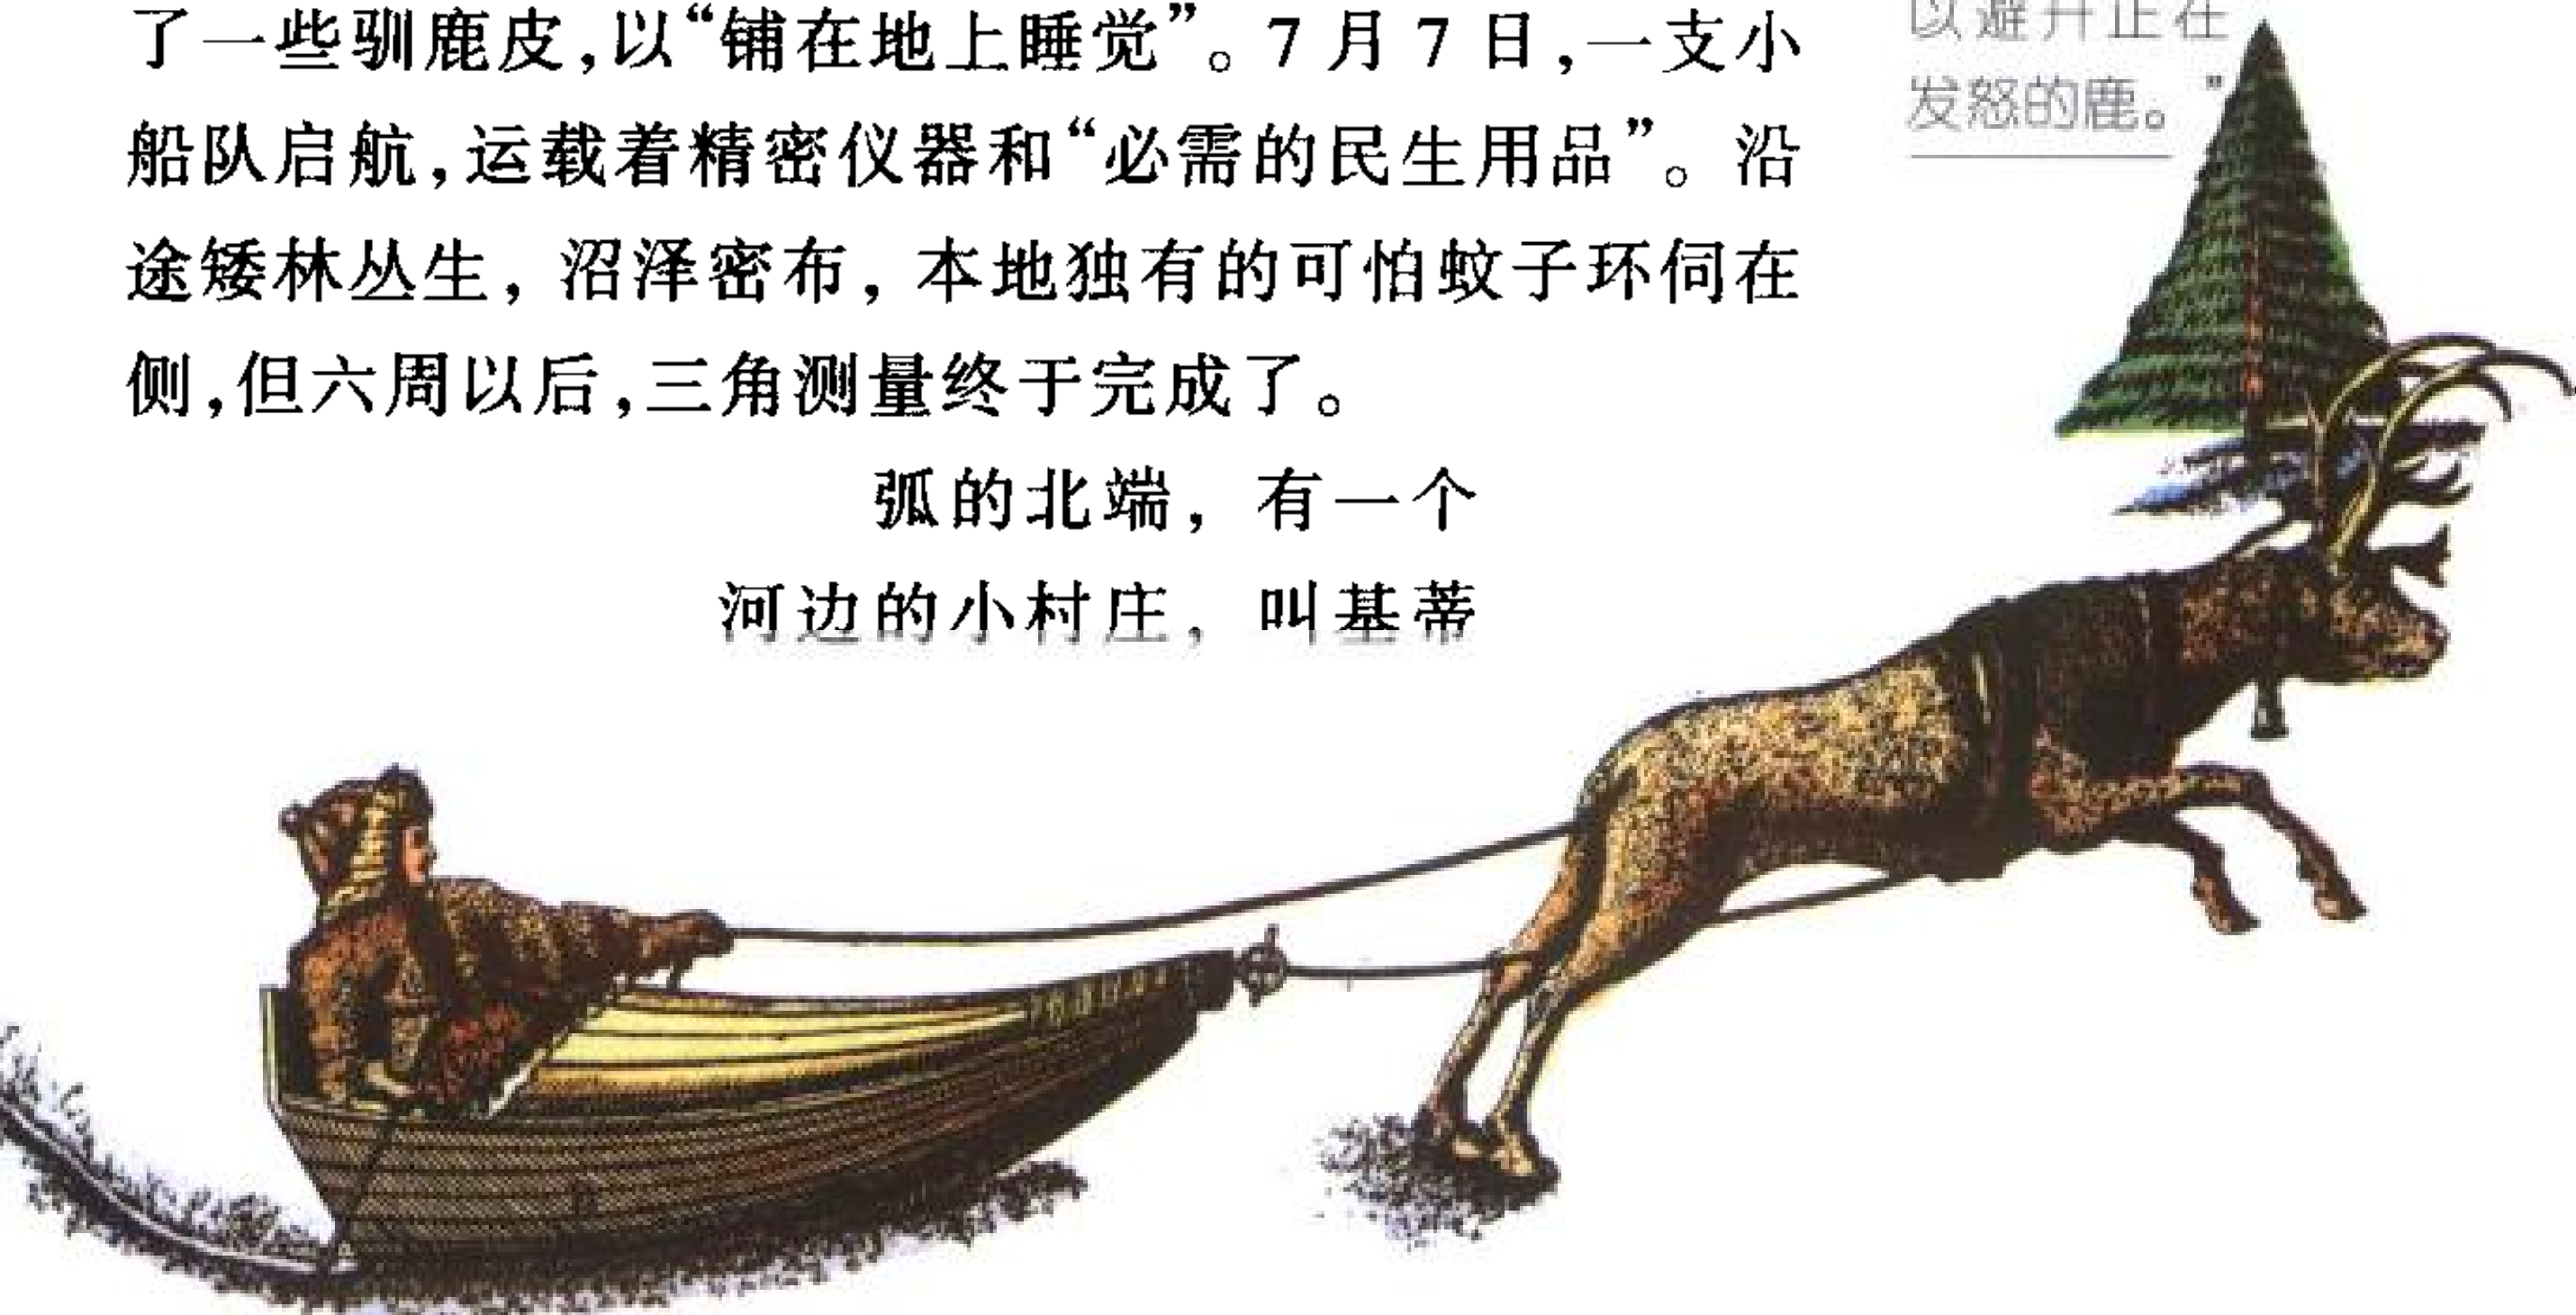 了一些驯鹿皮,以“铺在地上睡觉”。7月7日,一支小
船队启航,运载着精密仪器和“必需的民生用品”。沿
途矮林丛生,沼泽密布,本地独有的可怕蚊子环伺在
侧,但六周以后,三角测量终于完成了。
弧的北端,有一个
河边的小村庄,叫基蒂
以避开正在
发怒的鹿。”